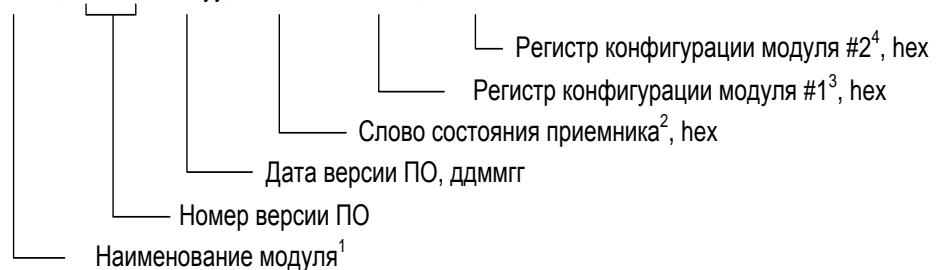 Регистр конфигурации модуля #2⁴, hex
Регистр конфигурации модуля #1³, hex
Слово состояния приемника², hex
Дата версии ПО, ддммгг
Номер версии ПО
Наименование модуля¹